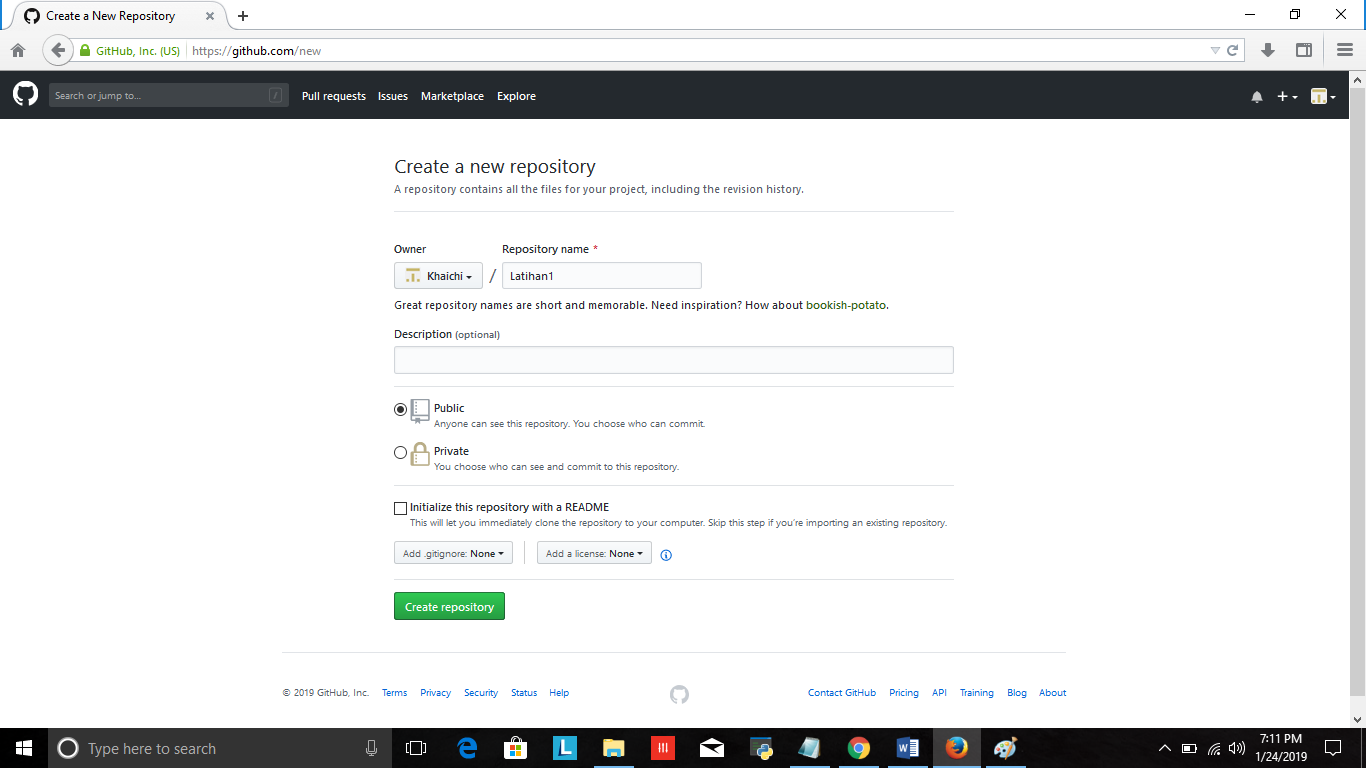 Create a New Repository
GitHub, Inc. (US) https://github.com/new
Search or jump to... / Pull requests Issues Marketplace Explore
Create a new repository
A repository contains all the files for your project, including the revision history.
Owner Repository name *
Khaichi / Latihan1
Great repository names are short and memorable. Need inspiration? How about bookish-potato.
Description (optional)
Public
Anyone can see this repository. You choose who can commit.
Private
You choose who can see and commit to this repository.
Initialize this repository with a README
This will let you immediately clone the repository to your computer. Skip this step if you're importing an existing repository.
Add .gitignore: None Add a license: None
Create repository
© 2019 GitHub, Inc. Terms Privacy Security Status Help Contact GitHub Pricing API Training Blog About
Type here to search
7:11 PM
1/24/2019